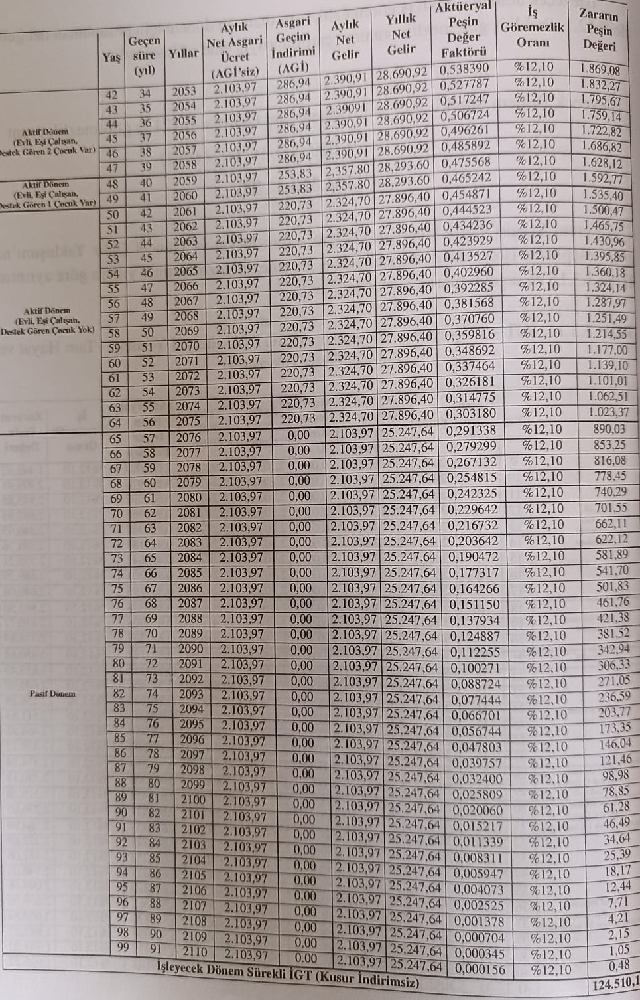 Yaş Geçen süre (yıl) Yıllar Aylık Net Asgari Ücret (AGİ'siz) Asgari Geçim İndirimi (AGİ) Aylık Net Gelir Yıllık Net Gelir Aktüeryal Peşin Değer Faktörü İş Göremezlik Oranı Zararın Peşin Değeri
Aktif Dönem
(Evli, Eşi Çalışan,
Destek Gören 2 Çocuk Var)
42 34 2053 2.103,97 286,94 2.390,91 28.690,92 0,538390 %12,10 1.869,08
43 35 2054 2.103,97 286,94 2.390,91 28.690,92 0,527787 %12,10 1.832,27
44 36 2055 2.103,97 286,94 2.39091 28.690,92 0,517247 %12,10 1.795,67
45 37 2056 2.103,97 286,94 2.390,91 28.690,92 0,506724 %12,10 1.759,14
46 38 2057 2.103,97 286,94 2.390,91 28.690,92 0,496261 %12,10 1.722,82
47 39 2058 2.103,97 286,94 2.390,91 28.690,92 0,485892 %12,10 1.686,82
Aktif Dönem
(Evli, Eşi Çalışan,
Destek Gören 1 Çocuk Var)
48 40 2059 2.103,97 253,83 2,357.80 28,293.60 0,475568 %12,10 1.628,12
49 41 2060 2.103,97 253,83 2,357.80 28,293.60 0,465242 %12,10 1.592,77
Aktif Dönem
(Evli, Eşi Çalışan,
Destek Gören Çocuk Yok)
50 42 2061 2.103,97 220,73 2.324,70 27.896,40 0,454871 %12,10 1.535,40
51 43 2062 2.103,97 220,73 2.324,70 27.896,40 0,444523 %12,10 1.500,47
52 44 2063 2.103,97 220,73 2.324,70 27.896,40 0,434236 %12,10 1.465,75
53 45 2064 2.103,97 220,73 2.324,70 27.896,40 0,423929 %12,10 1.430,96
54 46 2065 2.103,97 220,73 2.324,70 27.896,40 0,413527 %12,10 1.395,85
55 47 2066 2.103,97 220,73 2.324,70 27.896,40 0,402960 %12,10 1.360,18
56 48 2067 2.103,97 220,73 2.324,70 27.896,40 0,392285 %12,10 1.324,14
57 49 2068 2.103,97 220,73 2.324,70 27.896,40 0,381568 %12,10 1.287,97
58 50 2069 2.103,97 220,73 2.324,70 27.896,40 0,370760 %12,10 1.251,49
59 51 2070 2.103,97 220,73 2.324,70 27.896,40 0,359816 %12,10 1.214,55
60 52 2071 2.103,97 220,73 2.324,70 27.896,40 0,348692 %12,10 1.177,00
61 53 2072 2.103,97 220,73 2.324,70 27.896,40 0,337464 %12,10 1.139,10
62 54 2073 2.103,97 220,73 2.324,70 27.896,40 0,326181 %12,10 1.101,01
63 55 2074 2.103,97 220,73 2.324,70 27.896,40 0,314775 %12,10 1.062,51
64 56 2075 2.103,97 220,73 2.324,70 27.896,40 0,303180 %12,10 1.023,37
Pasif Dönem
65 57 2076 2.103,97 0,00 2.103,97 25.247,64 0,291338 %12,10 890,03
66 58 2077 2.103,97 0,00 2.103,97 25.247,64 0,279299 %12,10 853,25
67 59 2078 2.103,97 0,00 2.103,97 25.247,64 0,267132 %12,10 816,08
68 60 2079 2.103,97 0,00 2.103,97 25.247,64 0,254815 %12,10 778,45
69 61 2080 2.103,97 0,00 2.103,97 25.247,64 0,242325 %12,10 740,29
70 62 2081 2.103,97 0,00 2.103,97 25.247,64 0,229642 %12,10 701,55
71 63 2082 2.103,97 0,00 2.103,97 25.247,64 0,216732 %12,10 662,11
72 64 2083 2.103,97 0,00 2.103,97 25.247,64 0,203642 %12,10 622,12
73 65 2084 2.103,97 0,00 2.103,97 25.247,64 0,190472 %12,10 581,89
74 66 2085 2.103,97 0,00 2.103,97 25.247,64 0,177317 %12,10 541,70
75 67 2086 2.103,97 0,00 2.103,97 25.247,64 0,164266 %12,10 501,83
76 68 2087 2.103,97 0,00 2.103,97 25.247,64 0,151150 %12,10 461,76
77 69 2088 2.103,97 0,00 2.103,97 25.247,64 0,137934 %12,10 421,38
78 70 2089 2.103,97 0,00 2.103,97 25.247,64 0,124887 %12,10 381,52
79 71 2090 2.103,97 0,00 2.103,97 25.247,64 0,112255 %12,10 342,94
80 72 2091 2.103,97 0,00 2.103,97 25.247,64 0,100271 %12,10 306,33
81 73 2092 2.103,97 0,00 2.103,97 25.247,64 0,088724 %12,10 271,05
82 74 2093 2.103,97 0,00 2.103,97 25.247,64 0,077444 %12,10 236,59
83 75 2094 2.103,97 0,00 2.103,97 25.247,64 0,066701 %12,10 203,77
84 76 2095 2.103,97 0,00 2.103,97 25.247,64 0,056744 %12,10 173,35
85 77 2096 2.103,97 0,00 2.103,97 25.247,64 0,047803 %12,10 146,04
86 78 2097 2.103,97 0,00 2.103,97 25.247,64 0,039757 %12,10 121,46
87 79 2098 2.103,97 0,00 2.103,97 25.247,64 0,032400 %12,10 98,98
88 80 2099 2.103,97 0,00 2.103,97 25.247,64 0,025809 %12,10 78,85
89 81 2100 2.103,97 0,00 2.103,97 25.247,64 0,020060 %12,10 61,28
90 82 2101 2.103,97 0,00 2.103,97 25.247,64 0,015217 %12,10 46,49
91 83 2102 2.103,97 0,00 2.103,97 25.247,64 0,011339 %12,10 34,64
92 84 2103 2.103,97 0,00 2.103,97 25.247,64 0,008311 %12,10 25,39
93 85 2104 2.103,97 0,00 2.103,97 25.247,64 0,005947 %12,10 18,17
94 86 2105 2.103,97 0,00 2.103,97 25.247,64 0,004073 %12,10 12,44
95 87 2106 2.103,97 0,00 2.103,97 25.247,64 0,002525 %12,10 7,71
96 88 2107 2.103,97 0,00 2.103,97 25.247,64 0,001378 %12,10 4,21
97 89 2108 2.103,97 0,00 2.103,97 25.247,64 0,000704 %12,10 2,15
98 90 2109 2.103,97 0,00 2.103,97 25.247,64 0,000345 %12,10 1,05
99 91 2110 2.103,97 0.00 2.103,97 25.247,64 0,000156 %12,10 0,48
İşleyecek Dönem Sürekli İGT (Kusur İndirimsiz) 124.510,1